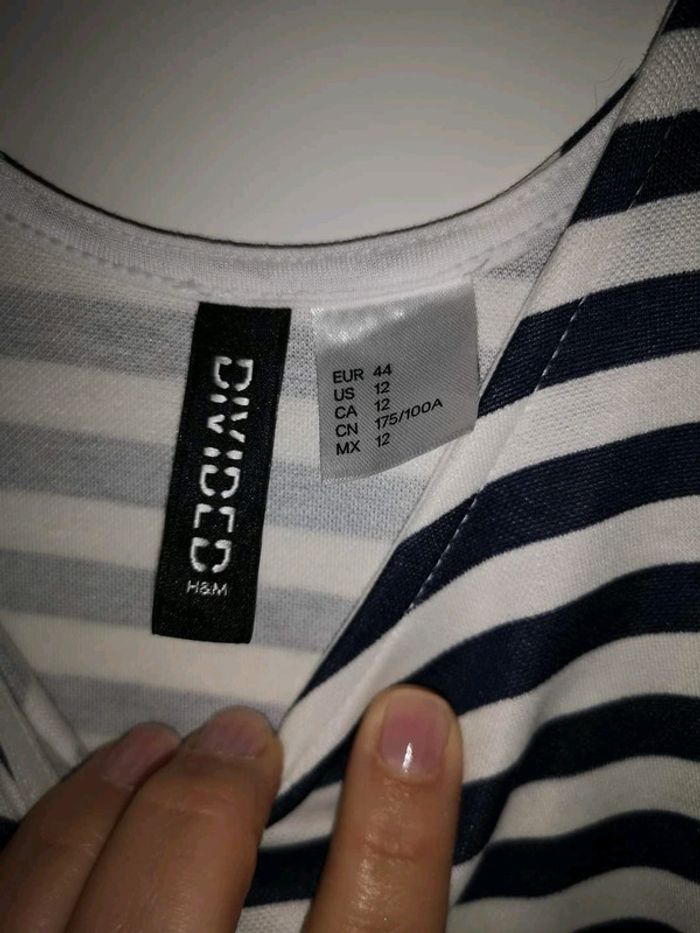 DIVIDED
H&M
EUR 44
US 12
CA 12
CN 175/100A
MX 12